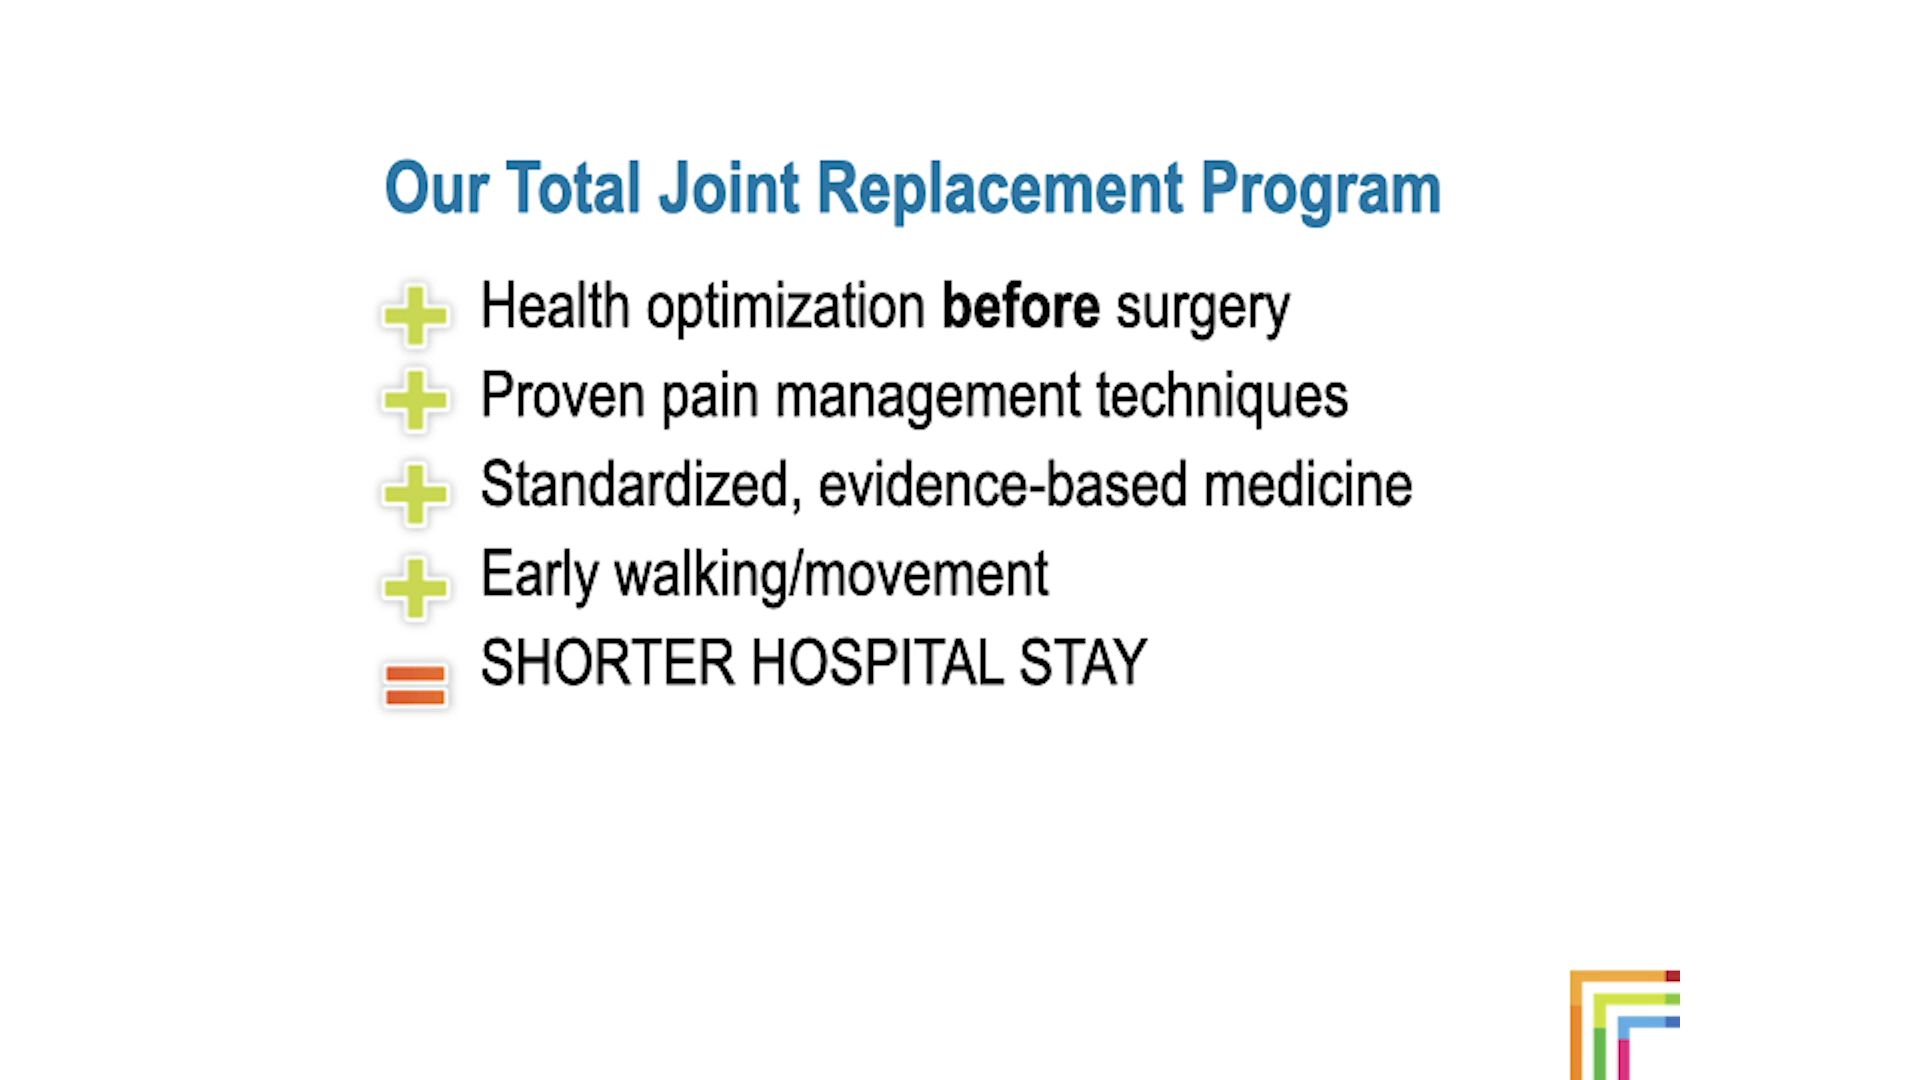 Our Total Joint Replacement Program
Health optimization before surgery
Proven pain management techniques
Standardized, evidence-based medicine
Early walking/movement
SHORTER HOSPITAL STAY